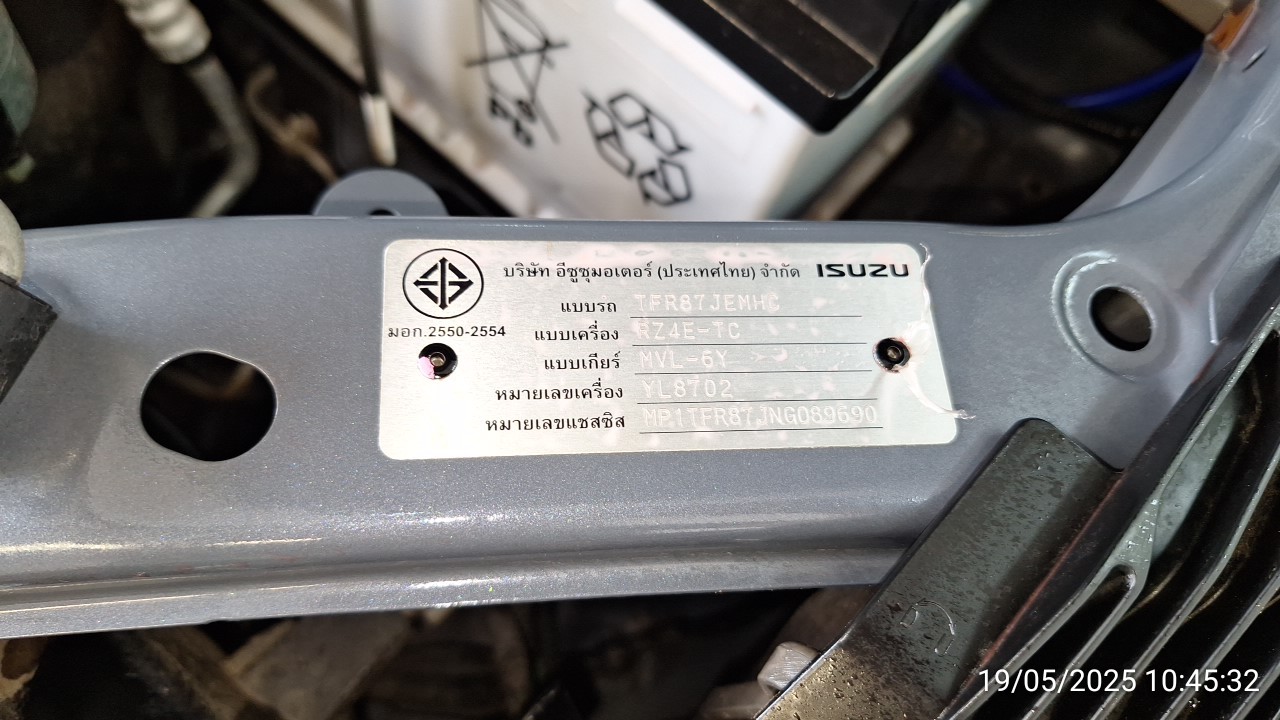 บริษัท อีซูซุมอเตอร์ (ประเทศไทย) จำกัด ISUZU
แบบรถ TFR87JEMHC
มอก.2550-2554
แบบเครื่อง RZ4E-TC
แบบเกียร์ MVL-6Y
หมายเลขเครื่อง YL8702
หมายเลขแชสซิส MP1TFR87JNG089690
19/05/2025 10:45:32